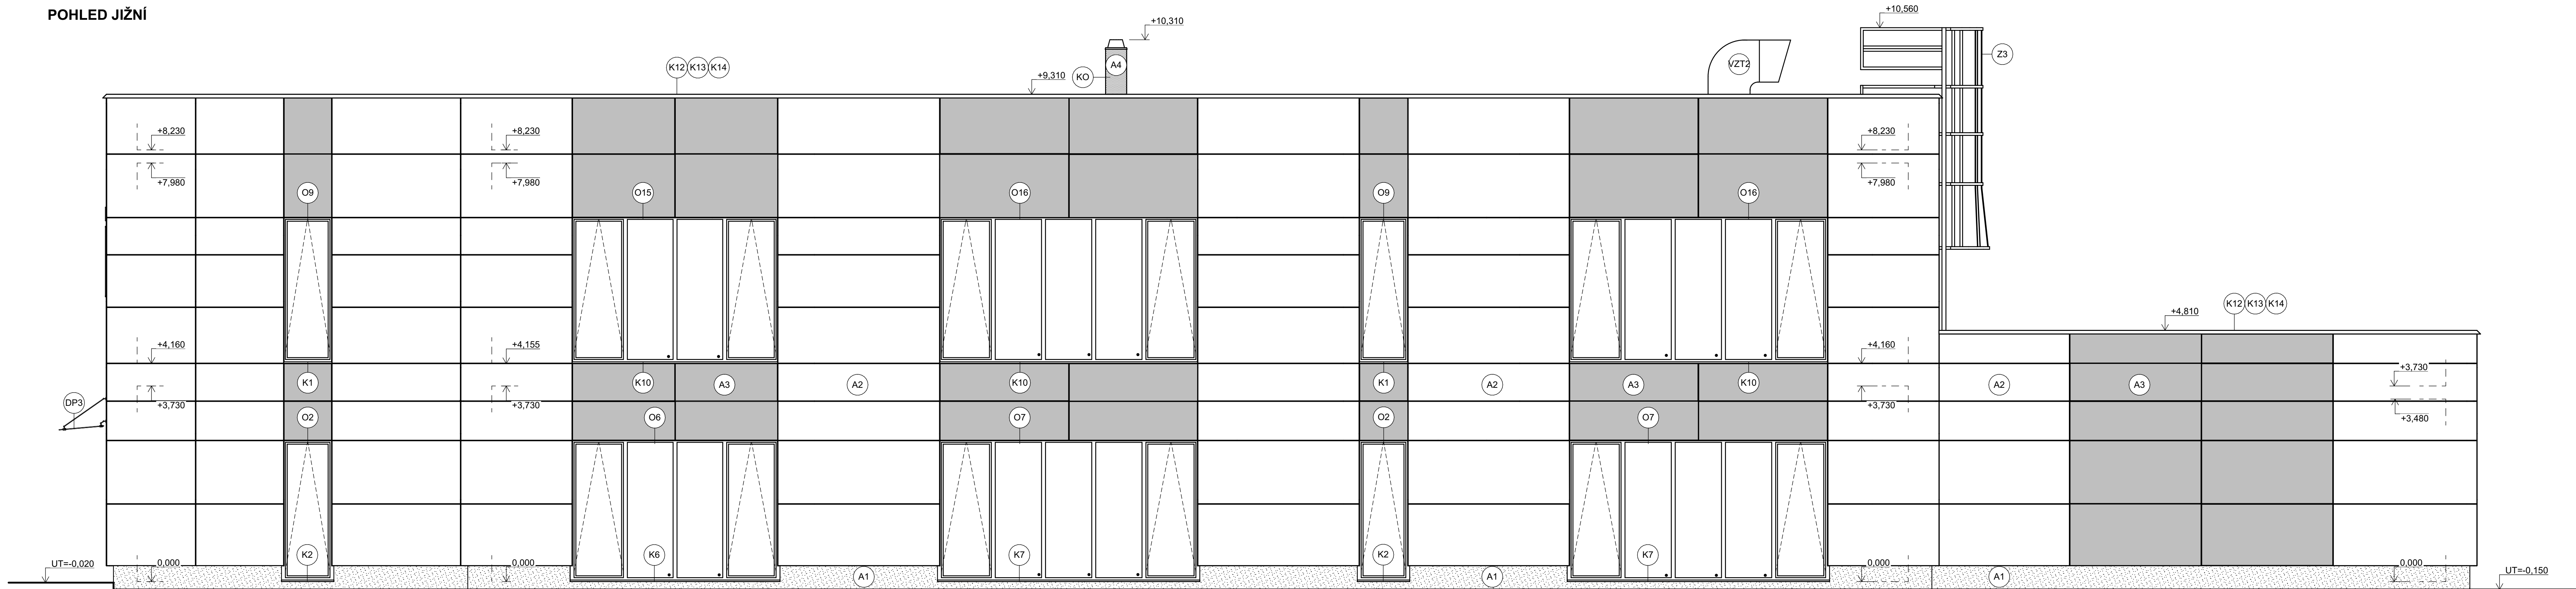 POHLED JIŽNÍ
+10,560
+10,310
Z3
K12 K13 K14
KO
A4
VZT2
+9,310
+8,230
+8,230
+8,230
+7,980
+7,980
+7,980
O9
O15
O16
O9
O16
K12 K13 K14
+4,810
+4,160
+4,155
+4,160
+3,730
K1
K10
A3
A2
K10
K1
A2
A3
K10
A2
A3
DP3
+3,730
+3,730
+3,730
+3,480
O2
O6
O7
O2
O7
K2
K6
K7
K2
K7
UT=-0,020
0,000
0,000
0,000
0,000
UT=-0,150
A1
A1
A1